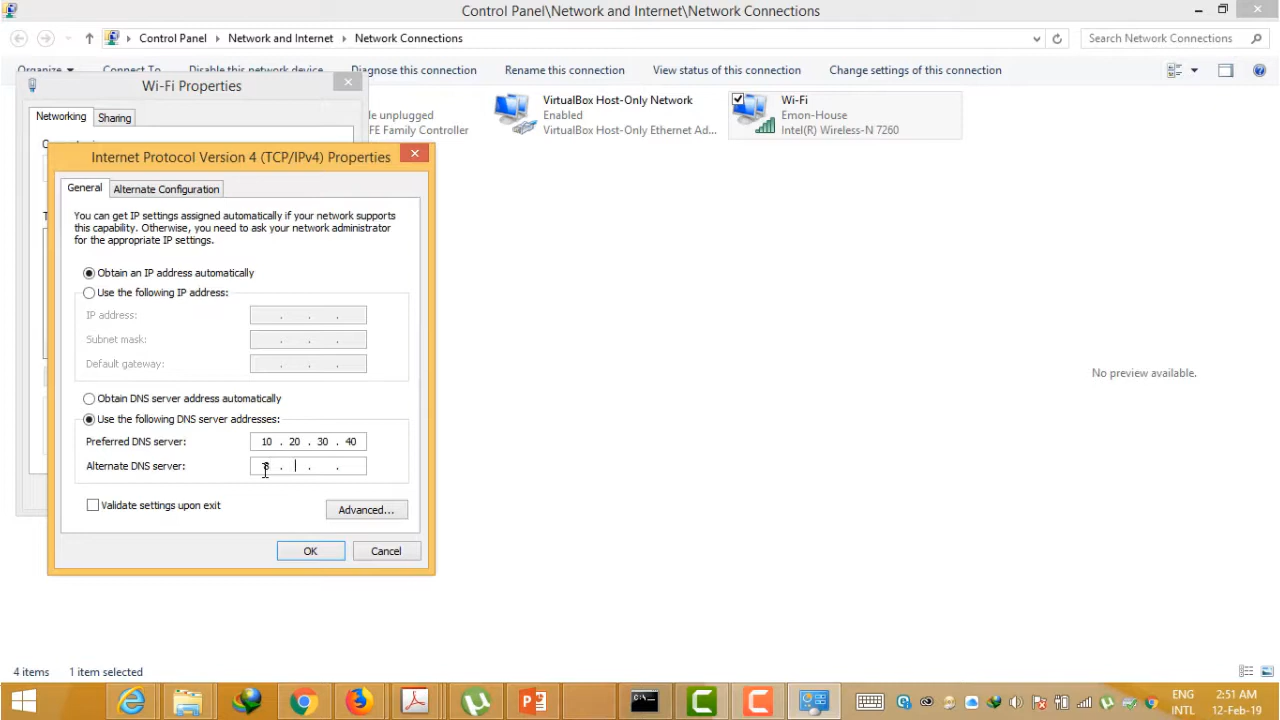 Control Panel\Network and Internet\Network Connections
Control Panel Network and Internet Network Connections
Search Network Connections
Organize Connect To Disable this network device Diagnose this connection Rename this connection View status of this connection Change settings of this connection
Wi-Fi Properties
Networking Sharing
le unplugged
FE Family Controller
VirtualBox Host-Only Network
Enabled
VirtualBox Host-Only Ethernet Ad...
Wi-Fi
Emon-House
Intel(R) Wireless-N 7260
Internet Protocol Version 4 (TCP/IPv4) Properties
General Alternate Configuration
You can get IP settings assigned automatically if your network supports
this capability. Otherwise, you need to ask your network administrator
for the appropriate IP settings.
Obtain an IP address automatically
Use the following IP address:
IP address: . . .
Subnet mask: . . .
Default gateway: . . .
Obtain DNS server address automatically
Use the following DNS server addresses:
Preferred DNS server: 10 . 20 . 30 . 40
Alternate DNS server: 8 . . .
Validate settings upon exit
Advanced...
OK Cancel
No preview available.
4 items 1 item selected
ENG
INTL
2:51 AM
12-Feb-19